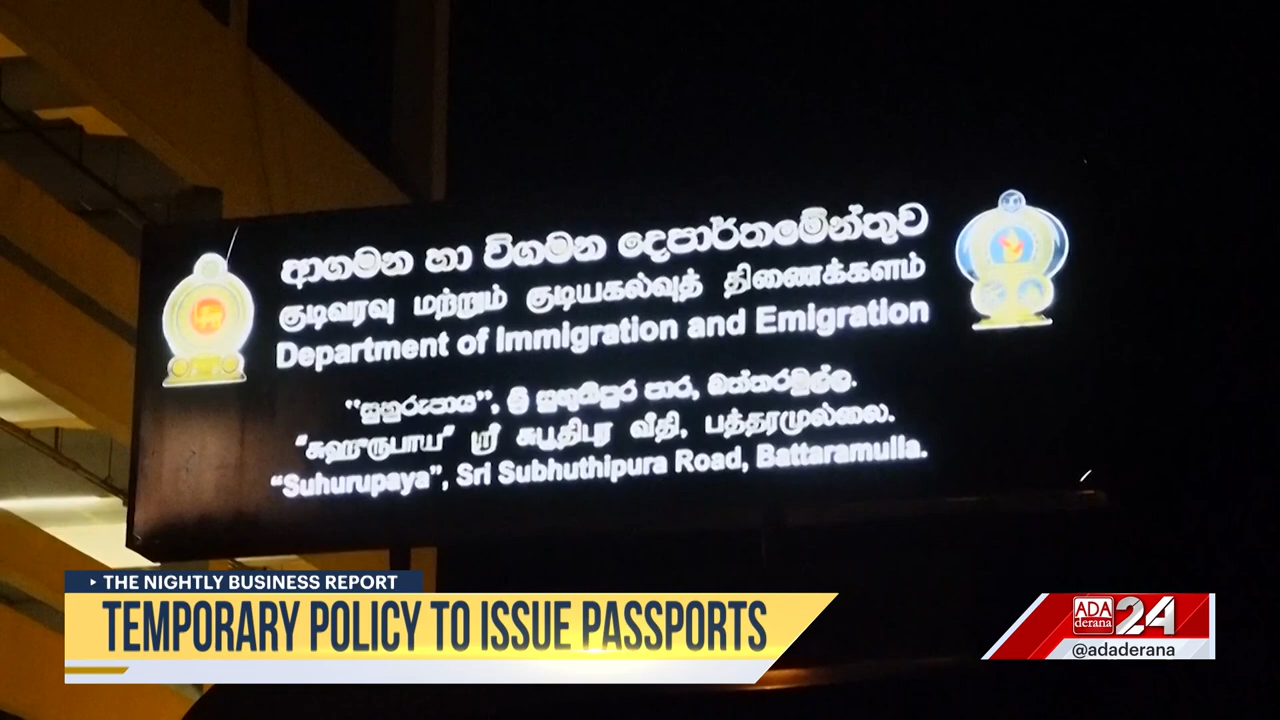 ආගමන හා විගමන දෙපාර්තමේන්තුව
குடிவரவு மற்றும் குடியகல்வுத் திணைக்களம்
Department of Immigration and Emigration
“සුහුරුපාය”, ශ්‍රී සුභූතිපුර පාර, බත්තරමුල්ල.
“சுஹுருபாய” ஸ்ரீ சுபூதிபுர வீதி, பத்தரமுல்லை.
“Suhurupaya”, Sri Subhuthipura Road, Battaramulla.
THE NIGHTLY BUSINESS REPORT
TEMPORARY POLICY TO ISSUE PASSPORTS
ADA derana 24
@adaderana